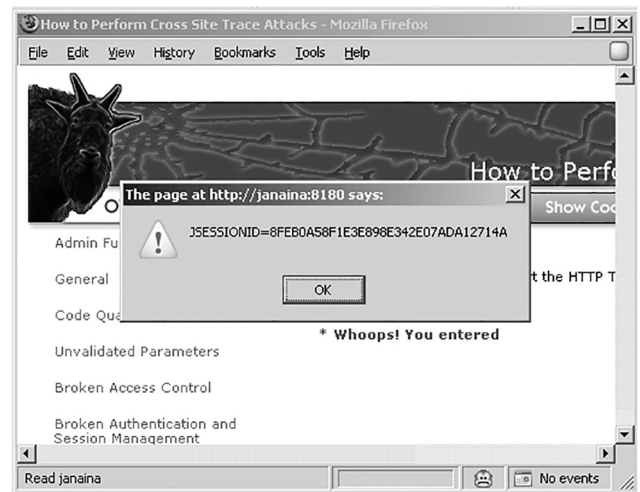 How to Perform Cross Site Trace Attacks - Mozilla Firefox
File Edit View History Bookmarks Tools Help
How to Perfo
The page at http://janaina:8180 says:
O
Show Coo
JSESSIONID=8FEB0A58F1E3E898E342E07ADA12714A
Admin Fu
General
rt the HTTP T
OK
Code Qua
* Whoops! You entered
Unvalidated Parameters
Broken Access Control
Broken Authentication and
Session Management
Read janaina
No events